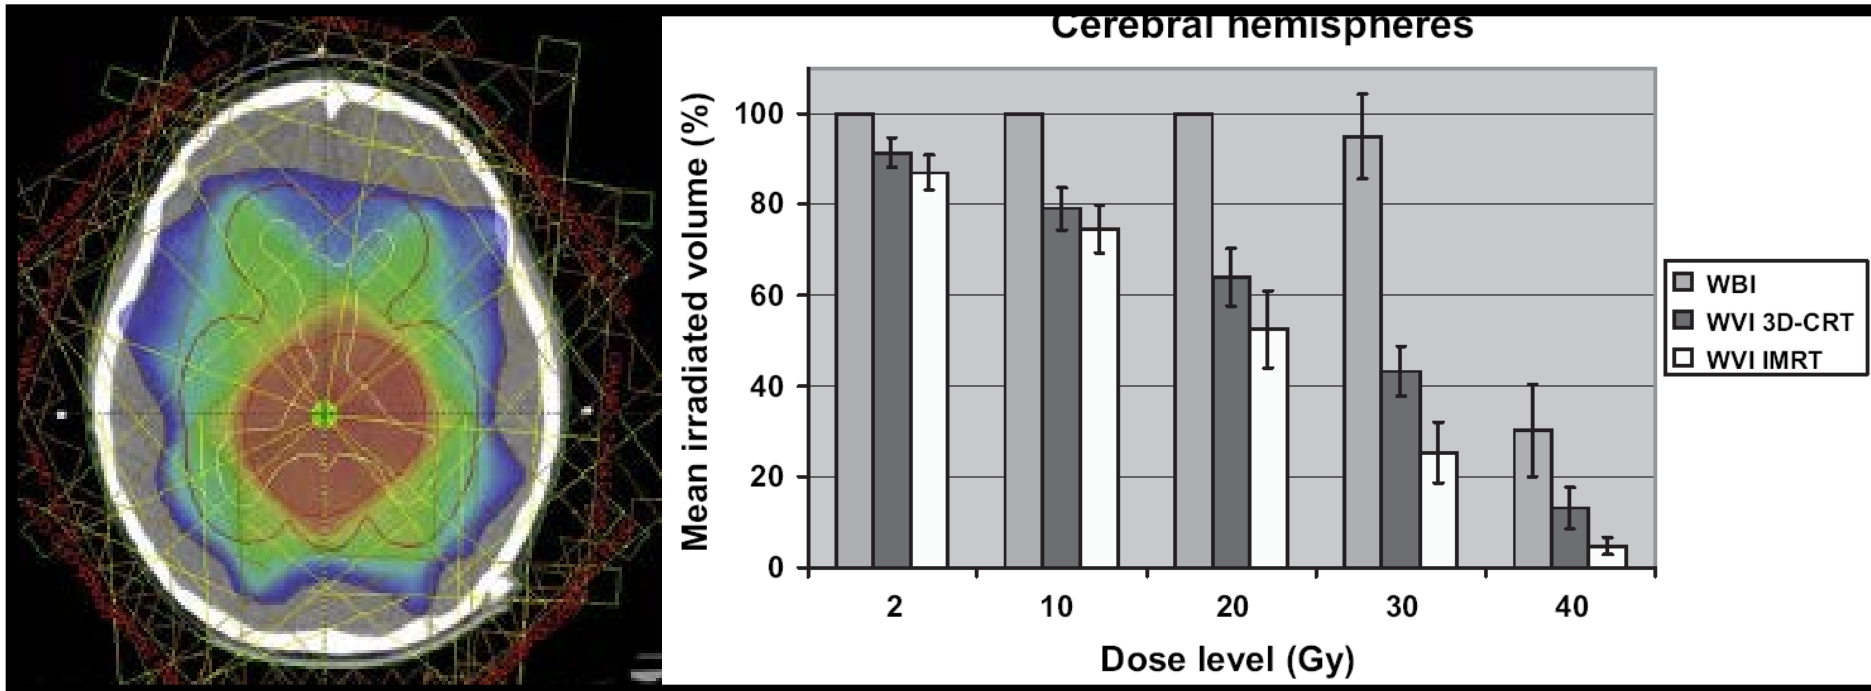 Cerebral hemispheres
Mean irradiated volume (%)
100
80
60
40
20
0
2 10 20 30 40
Dose level (Gy)
WBI
WVI 3D-CRT
WVI IMRT